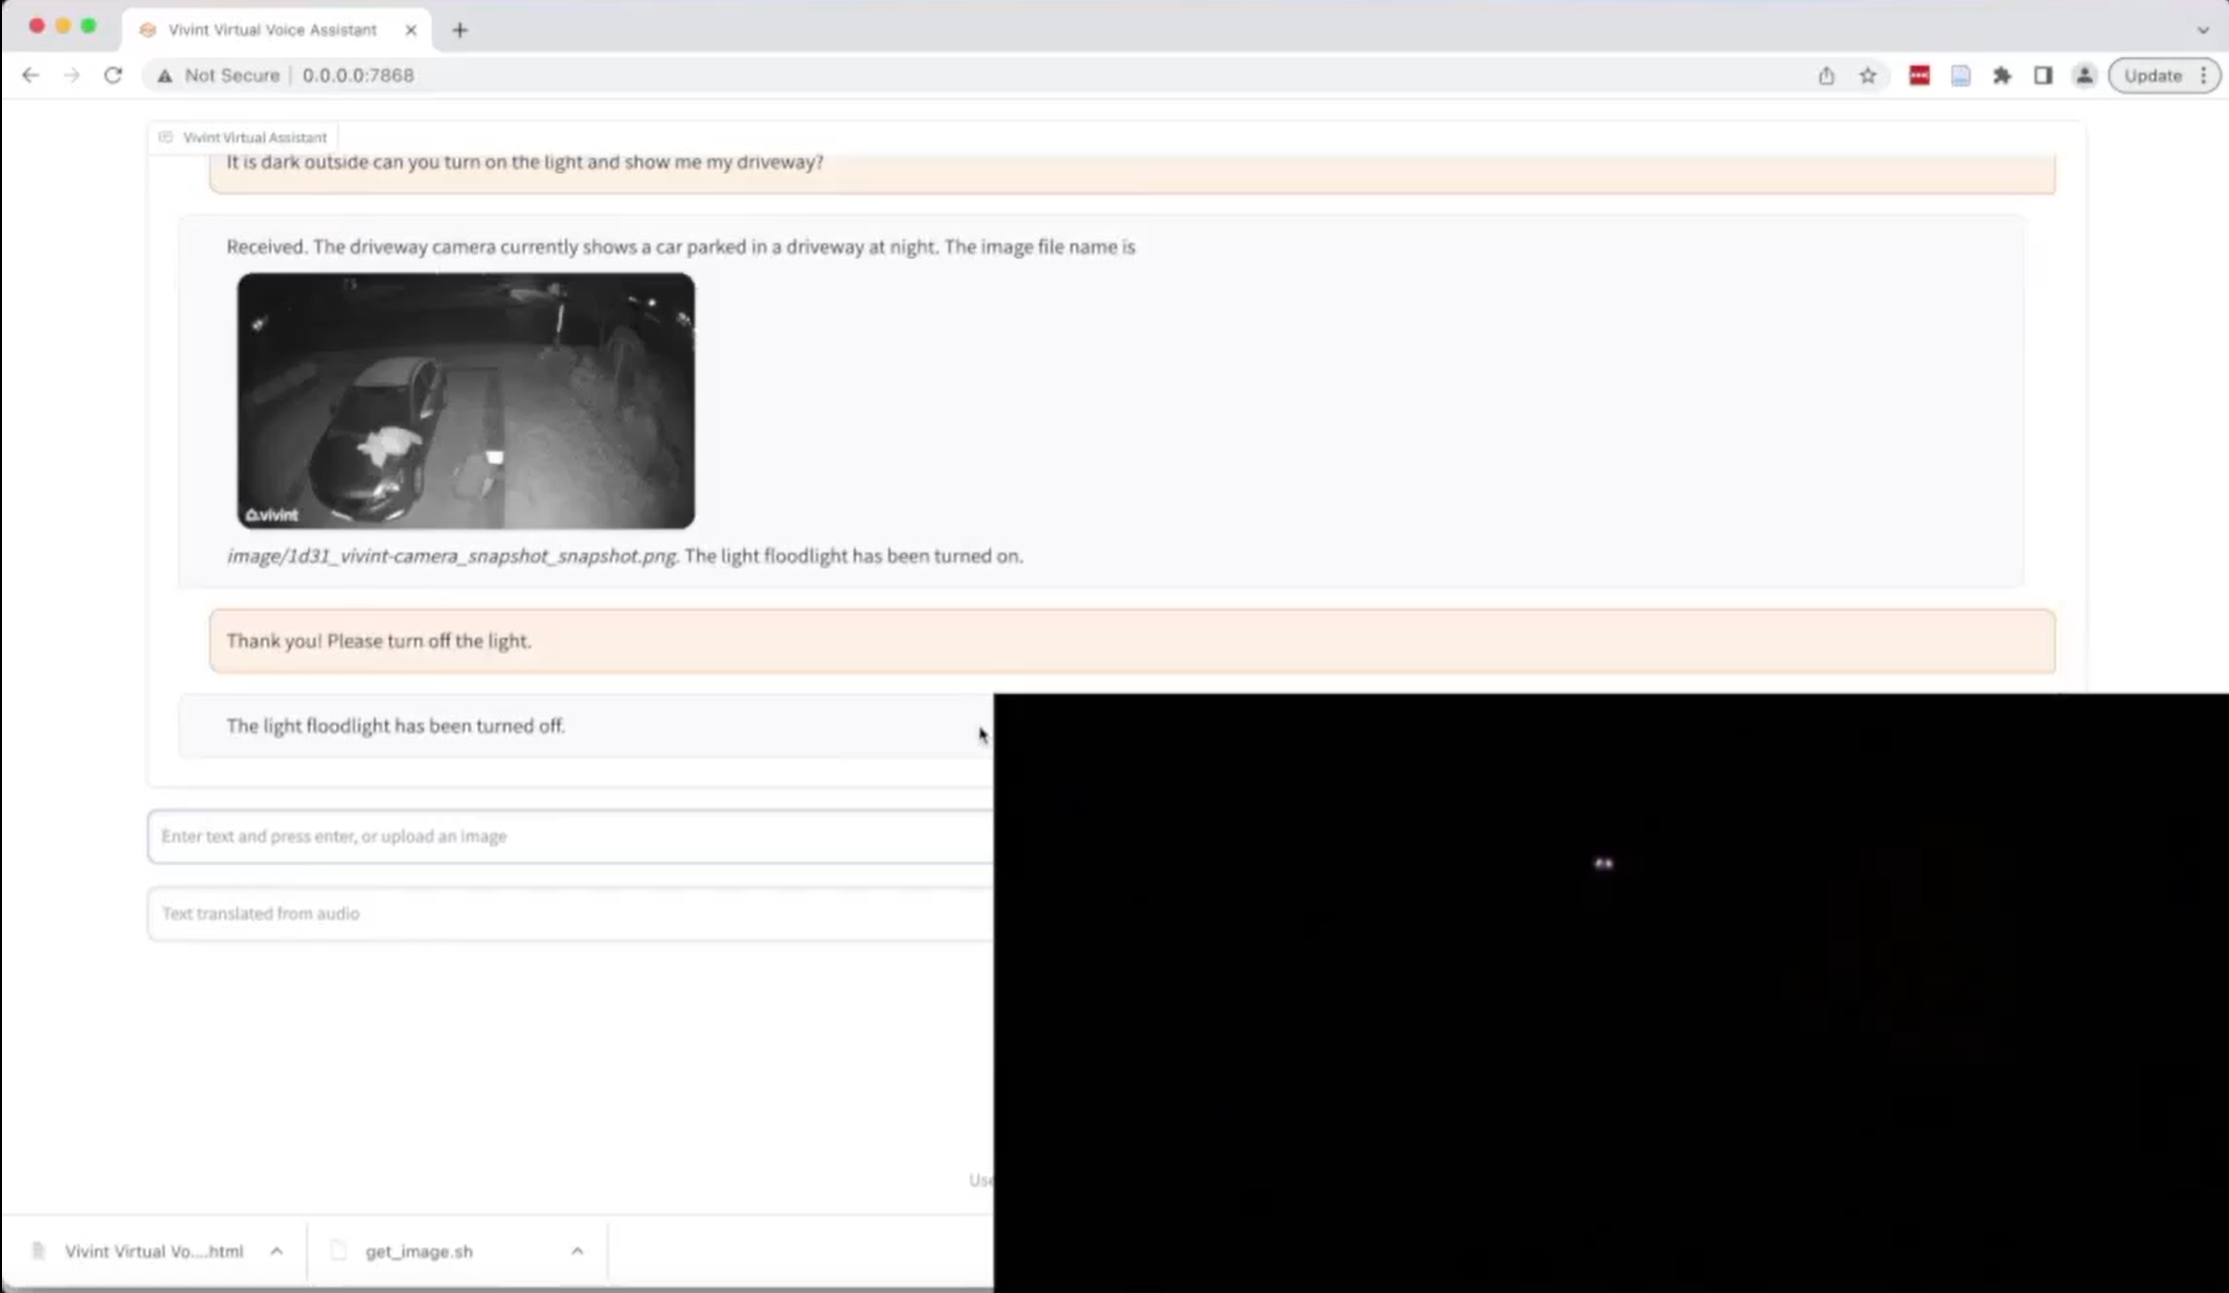 Vivint Virtual Voice Assistant
Not Secure | 0.0.0.0:7868
Update
Vivint Virtual Assistant
It is dark outside can you turn on the light and show me my driveway?
Received. The driveway camera currently shows a car parked in a driveway at night. The image file name is
vivint
image/1d31_vivint-camera_snapshot_snapshot.png. The light floodlight has been turned on.
Thank you! Please turn off the light.
The light floodlight has been turned off.
Enter text and press enter, or upload an image
Text translated from audio
Use
Vivint Virtual Vo....html
get_image.sh